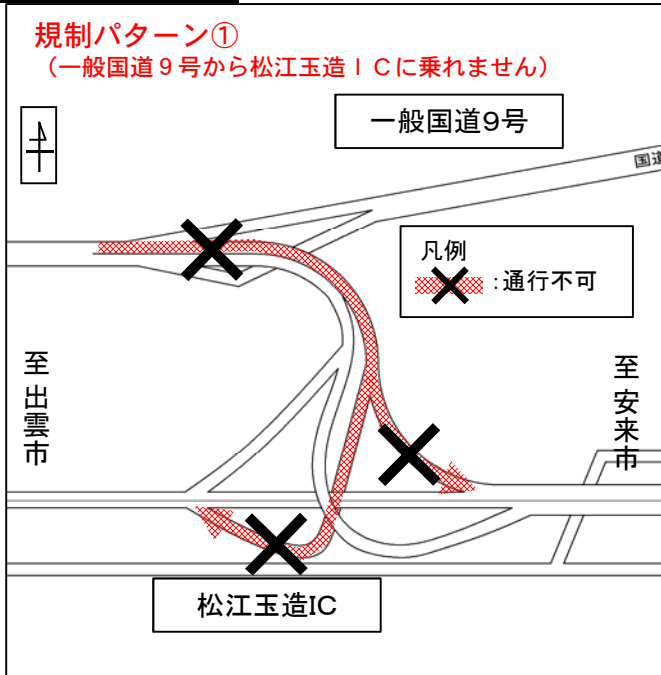 規制パターン①
（一般国道９号から松江玉造ＩＣに乗れません）
一般国道9号
国道
凡例
：通行不可
至出雲市
至安来市
松江玉造IC